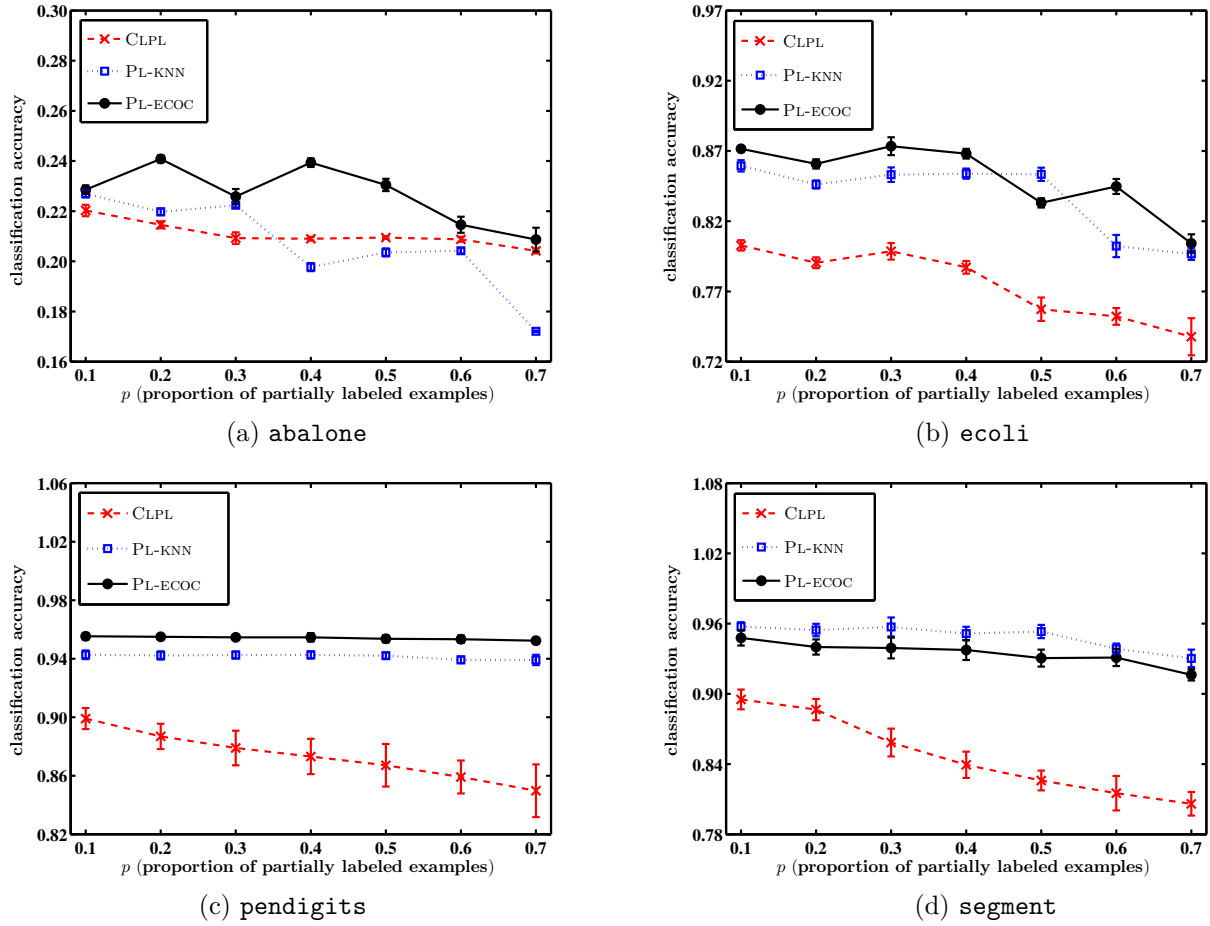 0.30
0.28
0.26
0.24
0.22
0.20
0.18
0.16
classification accuracy
CLPL
PL-KNN
PL-ECOC
0.1 0.2 0.3 0.4 0.5 0.6 0.7
p (proportion of partially labeled examples)
(a) abalone
0.97
0.92
0.87
0.82
0.77
0.72
classification accuracy
CLPL
PL-KNN
PL-ECOC
0.1 0.2 0.3 0.4 0.5 0.6 0.7
p (proportion of partially labeled examples)
(b) ecoli
1.06
1.02
0.98
0.94
0.90
0.86
0.82
classification accuracy
CLPL
PL-KNN
PL-ECOC
0.1 0.2 0.3 0.4 0.5 0.6 0.7
p (proportion of partially labeled examples)
(c) pendigits
1.08
1.02
0.96
0.90
0.84
0.78
classification accuracy
CLPL
PL-KNN
PL-ECOC
0.1 0.2 0.3 0.4 0.5 0.6 0.7
p (proportion of partially labeled examples)
(d) segment